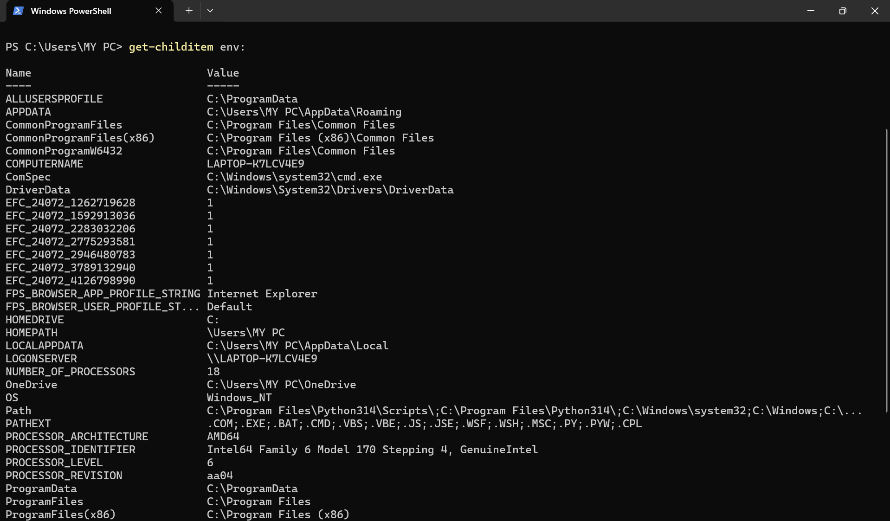 Windows PowerShell
PS C:\Users\MY PC> get-childitem env:
Name                           Value
----                           -----
ALLUSERSPROFILE                C:\ProgramData
APPDATA                        C:\Users\MY PC\AppData\Roaming
CommonProgramFiles             C:\Program Files\Common Files
CommonProgramFiles(x86)        C:\Program Files (x86)\Common Files
CommonProgramW6432             C:\Program Files\Common Files
COMPUTERNAME                   LAPTOP-K7LCV4E9
ComSpec                        C:\Windows\system32\cmd.exe
DriverData                     C:\Windows\System32\Drivers\DriverData
EFC_24072_1262719628           1
EFC_24072_1592913036           1
EFC_24072_2283032206           1
EFC_24072_2775293581           1
EFC_24072_2946480783           1
EFC_24072_3789132940           1
EFC_24072_4126798990           1
FPS_BROWSER_APP_PROFILE_STRING Internet Explorer
FPS_BROWSER_USER_PROFILE_ST... Default
HOMEDRIVE                      C:
HOMEPATH                       \Users\MY PC
LOCALAPPDATA                   C:\Users\MY PC\AppData\Local
LOGONSERVER                    \\LAPTOP-K7LCV4E9
NUMBER_OF_PROCESSORS           18
OneDrive                       C:\Users\MY PC\OneDrive
OS                             Windows_NT
Path                           C:\Program Files\Python314\Scripts\;C:\Program Files\Python314\;C:\Windows\system32;C:\Windows;C:\...
PATHEXT                        .COM;.EXE;.BAT;.CMD;.VBS;.VBE;.JS;.JSE;.WSF;.WSH;.MSC;.PY;.PYW;.CPL
PROCESSOR_ARCHITECTURE         AMD64
PROCESSOR_IDENTIFIER           Intel64 Family 6 Model 170 Stepping 4, GenuineIntel
PROCESSOR_LEVEL                6
PROCESSOR_REVISION             aa04
ProgramData                    C:\ProgramData
ProgramFiles                   C:\Program Files
ProgramFiles(x86)              C:\Program Files (x86)